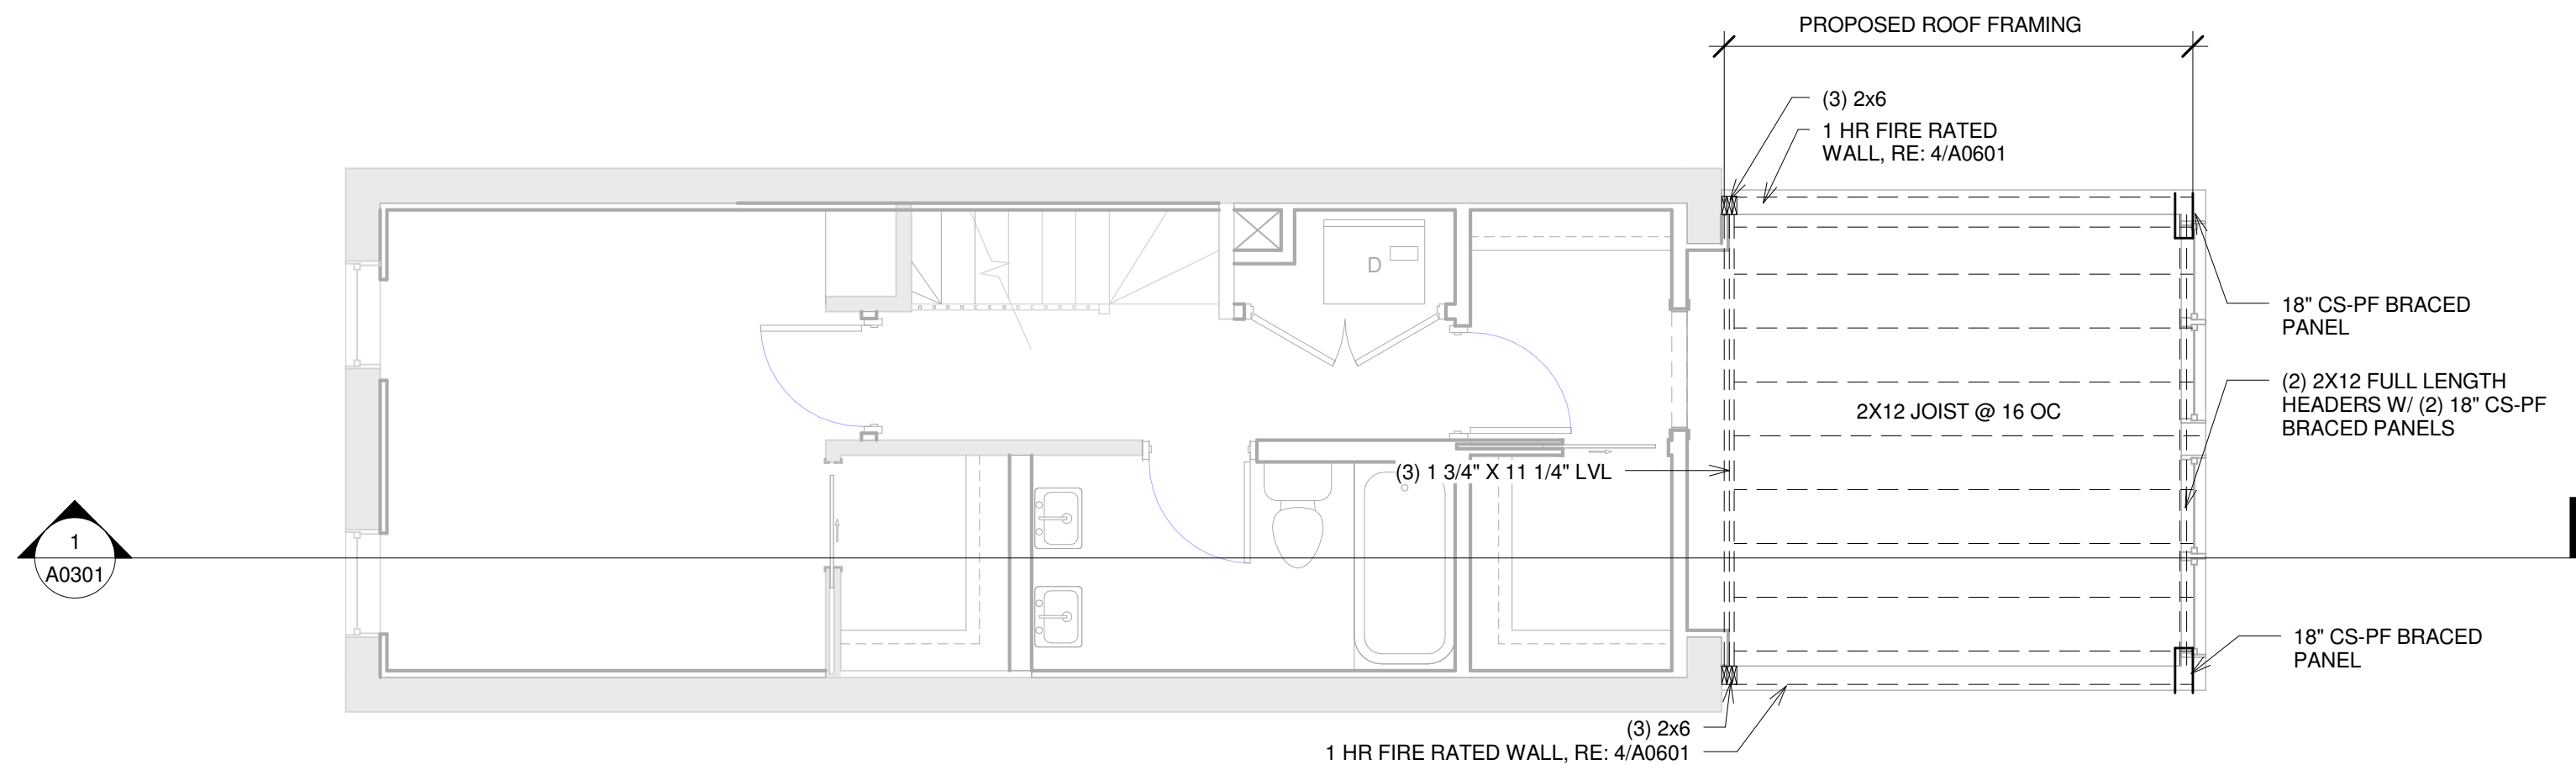 PROPOSED ROOF FRAMING
(3) 2x6
1 HR FIRE RATED
WALL, RE: 4/A0601
D
18" CS-PF BRACED
PANEL
(2) 2X12 FULL LENGTH
HEADERS W/ (2) 18" CS-PF
BRACED PANELS
2X12 JOIST @ 16 OC
(3) 1 3/4" X 11 1/4" LVL
1
A0301
18" CS-PF BRACED
PANEL
(3) 2x6
1 HR FIRE RATED WALL, RE: 4/A0601